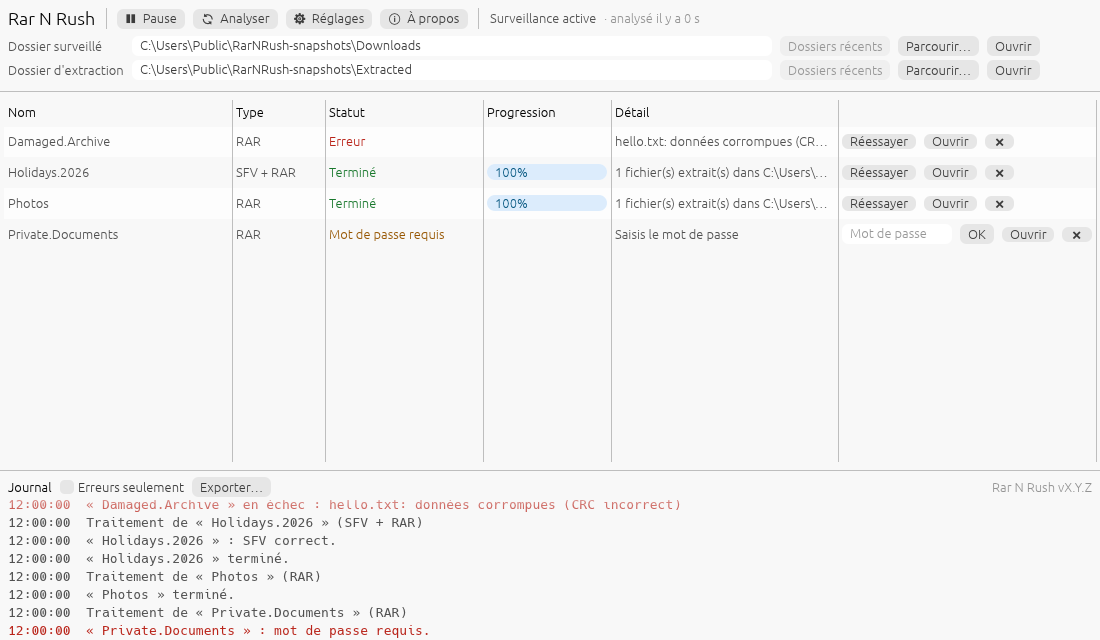 Rar N Rush Pause Analyser Réglages À propos Surveillance active · analysé il y a 0 s
Dossier surveillé C:\Users\Public\RarNRush-snapshots\Downloads Dossiers récents Parcourir… Ouvrir
Dossier d'extraction C:\Users\Public\RarNRush-snapshots\Extracted Dossiers récents Parcourir… Ouvrir
Nom Type Statut Progression Détail
Damaged.Archive RAR Erreur hello.txt: données corrompues (CR… Réessayer Ouvrir ×
Holidays.2026 SFV + RAR Terminé 100% 1 fichier(s) extrait(s) dans C:\Users\… Réessayer Ouvrir ×
Photos RAR Terminé 100% 1 fichier(s) extrait(s) dans C:\Users\… Réessayer Ouvrir ×
Private.Documents RAR Mot de passe requis Saisis le mot de passe Mot de passe OK Ouvrir ×
Journal Erreurs seulement Exporter… Rar N Rush vX.Y.Z
12:00:00 « Damaged.Archive » en échec : hello.txt: données corrompues (CRC incorrect)
12:00:00 Traitement de « Holidays.2026 » (SFV + RAR)
12:00:00 « Holidays.2026 » : SFV correct.
12:00:00 « Holidays.2026 » terminé.
12:00:00 Traitement de « Photos » (RAR)
12:00:00 « Photos » terminé.
12:00:00 Traitement de « Private.Documents » (RAR)
12:00:00 « Private.Documents » : mot de passe requis.